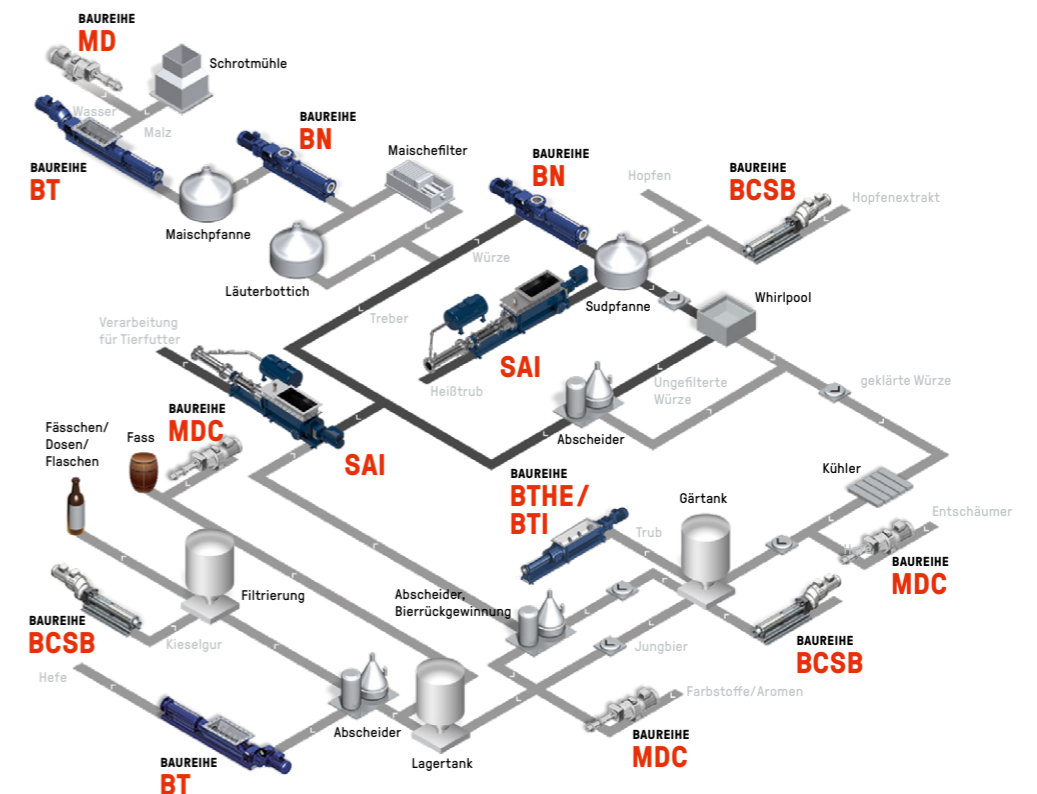 BAUREIHE
MD
Schrotmühle
Wasser
Malz
BAUREIHE
BT
BAUREIHE
BN
Maischefilter
Maischpfanne
Läuterbottich
BAUREIHE
BN
Hopfen
BAUREIHE
BCSB
Hopfenextrakt
Würze
Sudpfanne
Whirlpool
Treber
Verarbeitung
für Tierfutter
SAI
Heißtrub
Ungefilterte
Würze
geklärte Würze
Abscheider
BAUREIHE
MDC
SAI
Fässchen/
Dosen/
Flaschen
Fass
BAUREIHE
BTHE/
BTI
Gärtank
Kühler
Trub
Entschäumer
BAUREIHE
MDC
Filtrierung
Abscheider,
Bierrückgewinnung
BAUREIHE
BCSB
Kieselgur
BAUREIHE
BCSB
Jungbier
Hefe
Farbstoffe/Aromen
Abscheider
Lagertank
BAUREIHE
MDC
BAUREIHE
BT